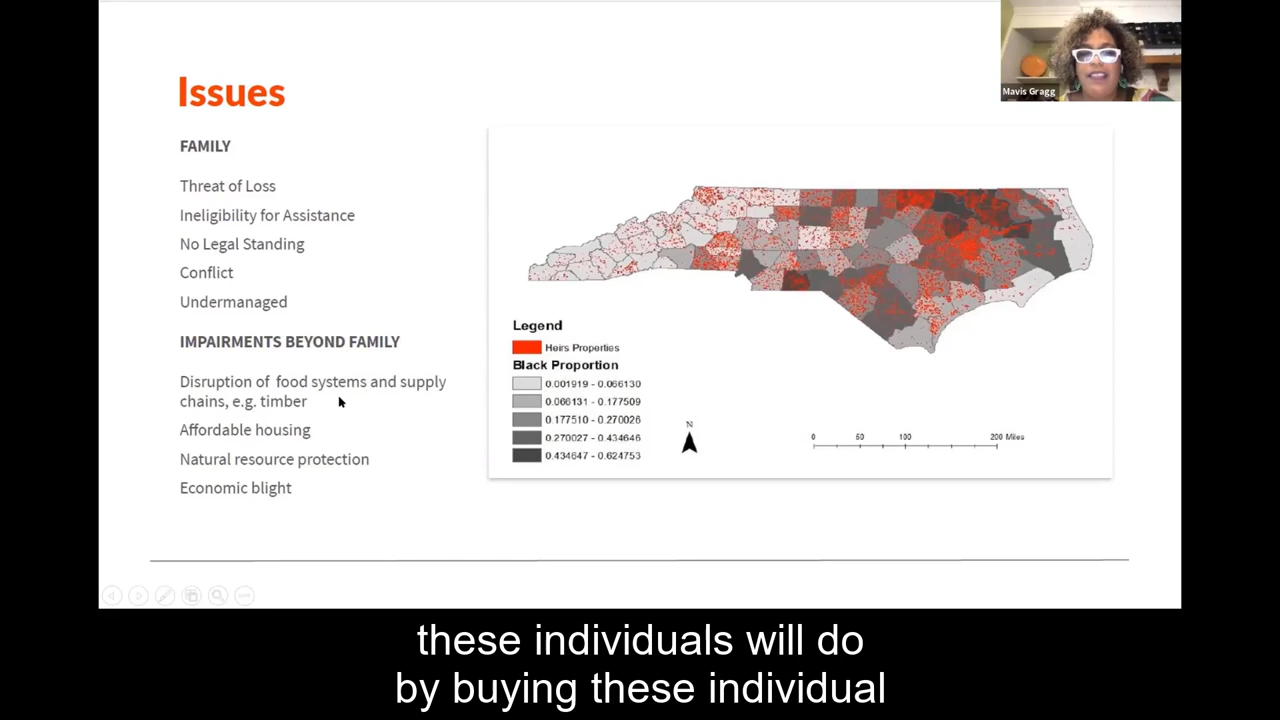 Issues
FAMILY
Threat of Loss
Ineligibility for Assistance
No Legal Standing
Conflict
Undermanaged
IMPAIRMENTS BEYOND FAMILY
Disruption of food systems and supply
chains, e.g. timber
Affordable housing
Natural resource protection
Economic blight
Mavis Gragg
Legend
Heirs Properties
Black Proportion
0.001919 - 0.066130
0.066131 - 0.177509
0.177510 - 0.270026
0.270027 - 0.434646
0.434647 - 0.624753
N
0 50 100 200 Miles
these individuals will do
by buying these individual